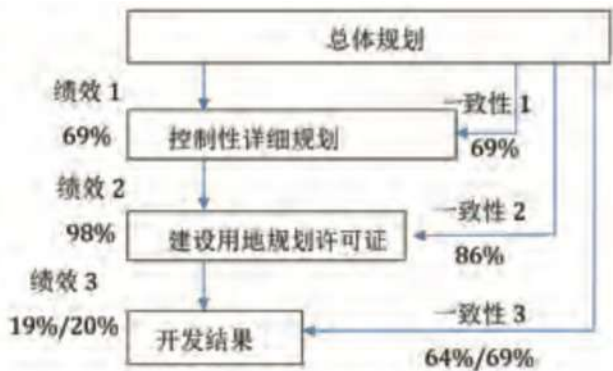 总体规划
绩效 1
一致性 1
69%
控制性详细规划
69%
绩效 2
一致性 2
98%
建设用地规划许可证
86%
绩效 3
一致性 3
19%/20%
开发结果
64%/69%